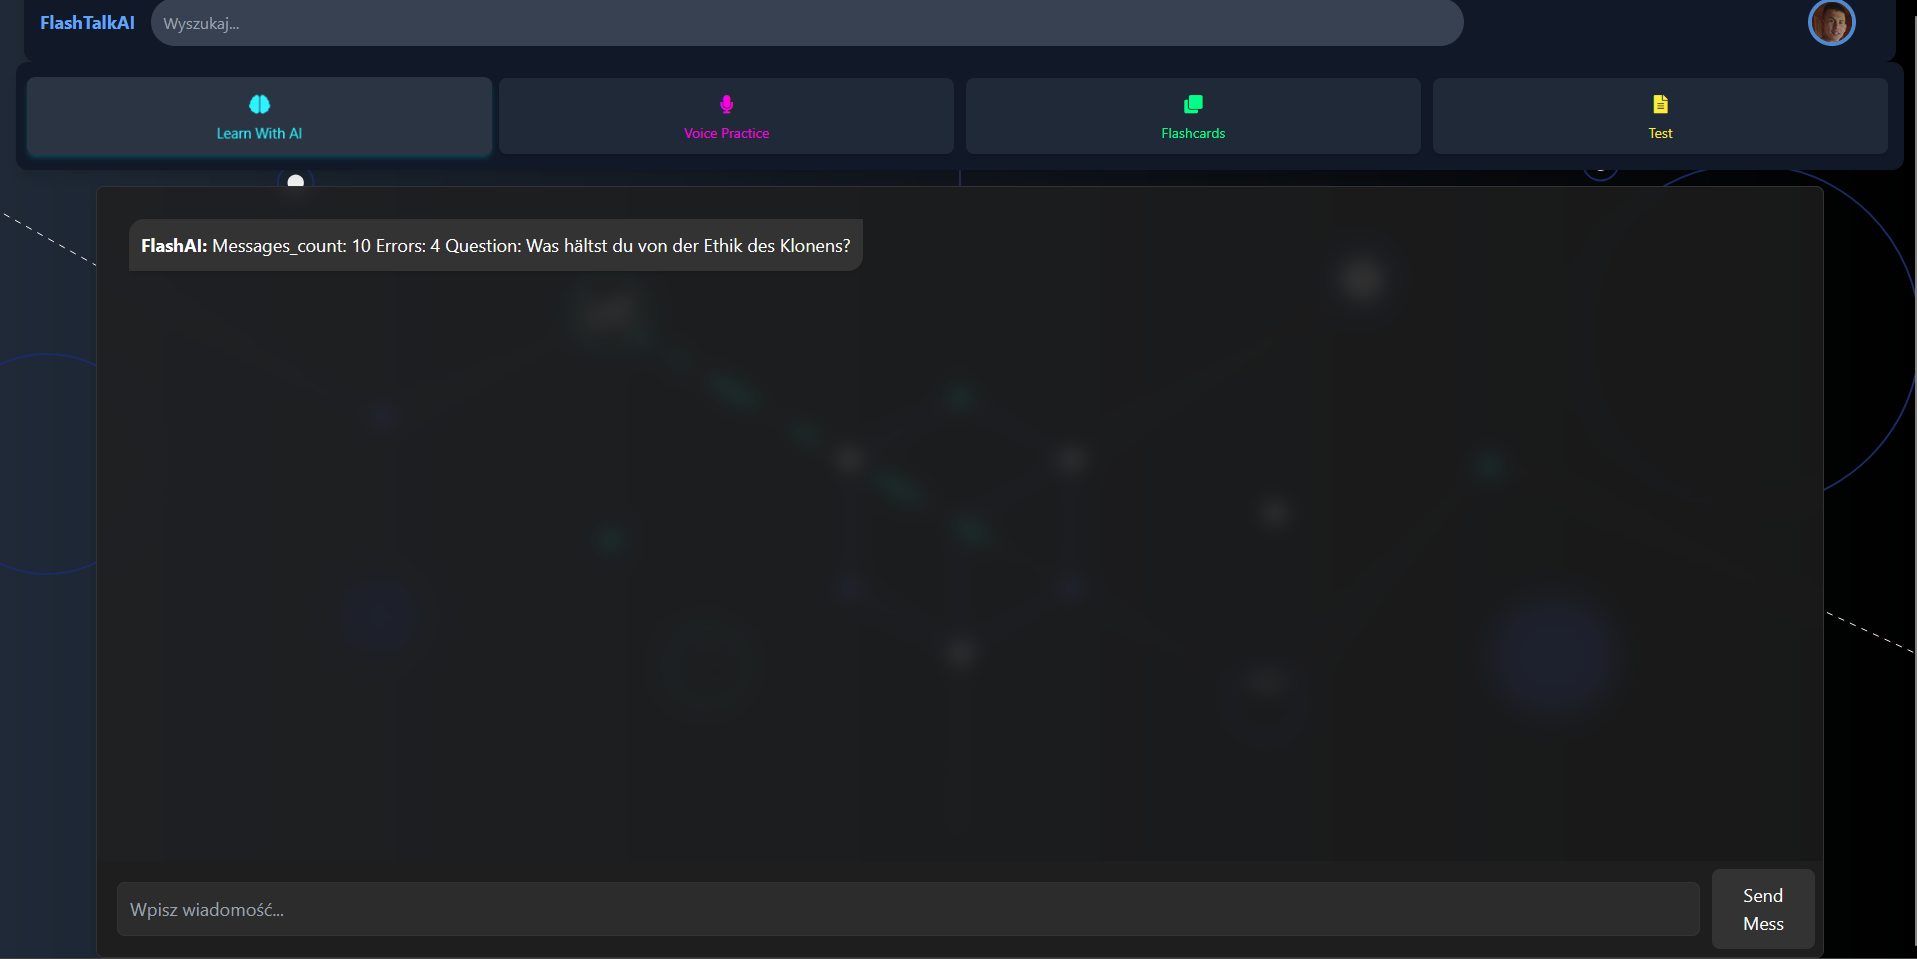 FlashTalkAI
Wyszukaj...
Learn With AI
Voice Practice
Flashcards
Test
FlashAI: Messages_count: 10 Errors: 4 Question: Was hältst du von der Ethik des Klonens?
Wpisz wiadomość...
Send
Mess